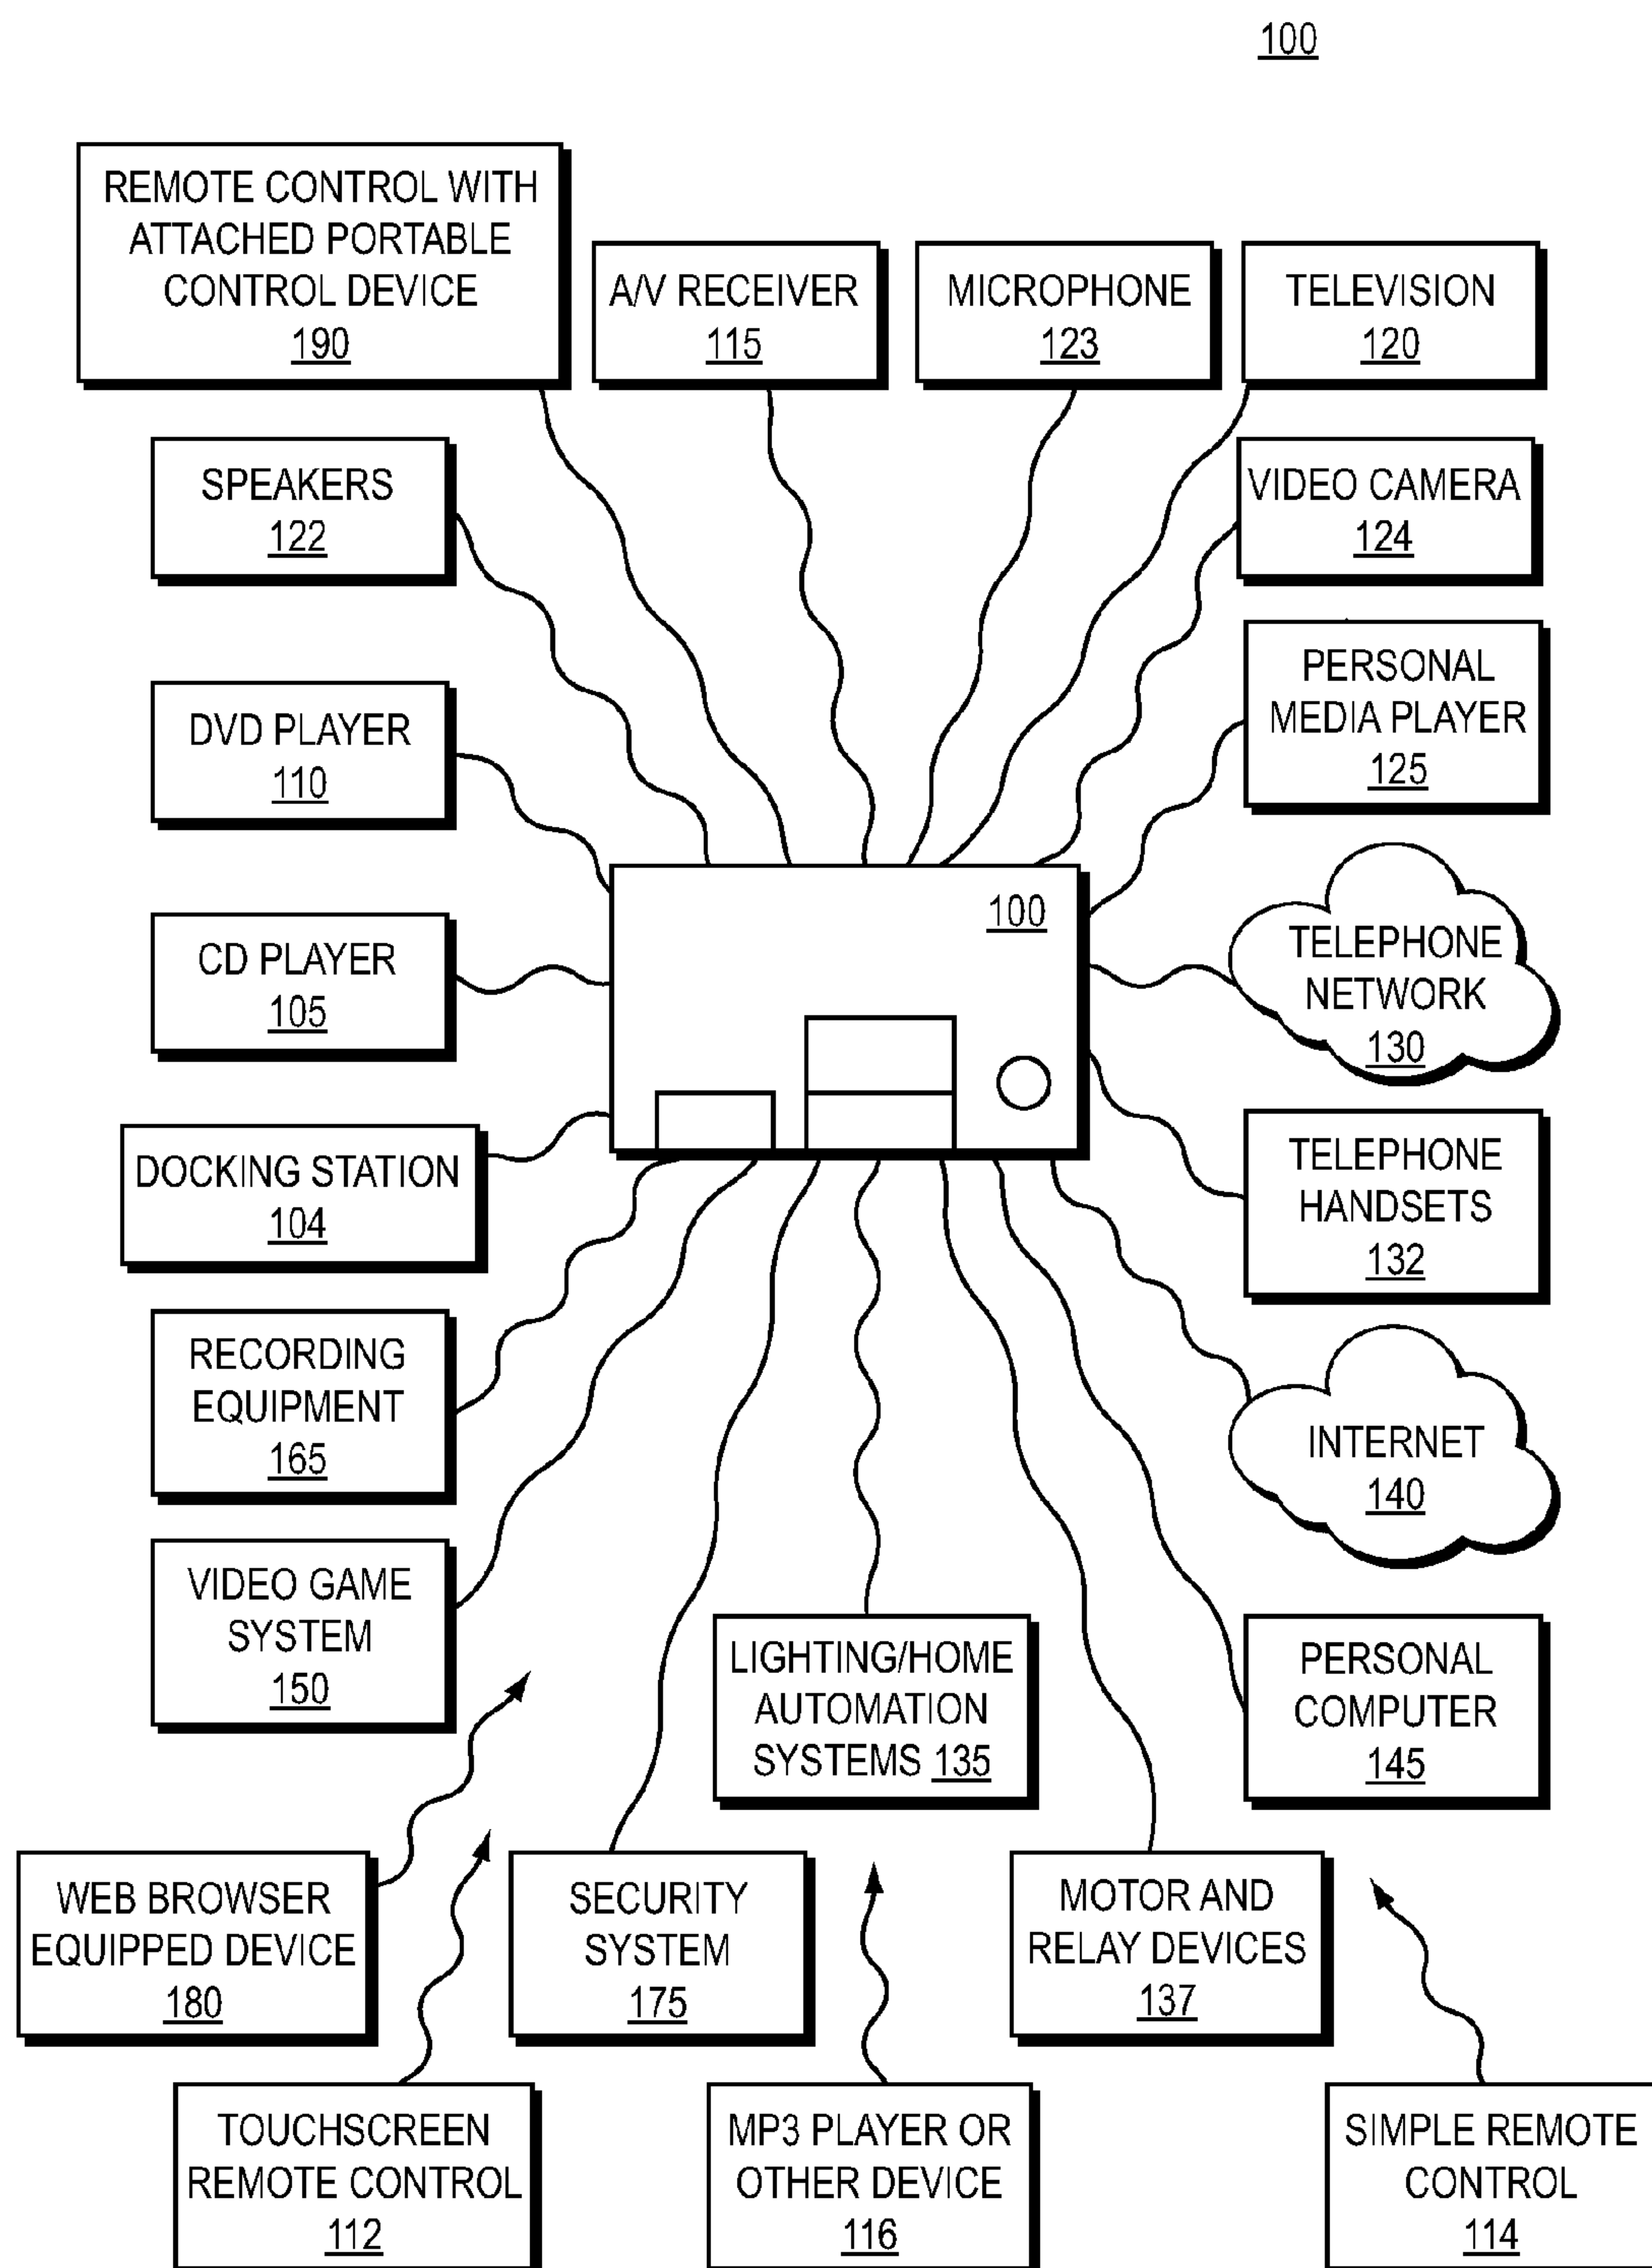 100
REMOTE CONTROL WITH
ATTACHED PORTABLE
CONTROL DEVICE
190
A/V RECEIVER
115
MICROPHONE
123
TELEVISION
120
SPEAKERS
122
VIDEO CAMERA
124
PERSONAL
MEDIA PLAYER
125
DVD PLAYER
110
CD PLAYER
105
100
TELEPHONE
NETWORK
130
DOCKING STATION
104
TELEPHONE
HANDSETS
132
RECORDING
EQUIPMENT
165
INTERNET
140
VIDEO GAME
SYSTEM
150
LIGHTING/HOME
AUTOMATION
SYSTEMS 135
PERSONAL
COMPUTER
145
WEB BROWSER
EQUIPPED DEVICE
180
SECURITY
SYSTEM
175
MOTOR AND
RELAY DEVICES
137
TOUCHSCREEN
REMOTE CONTROL
112
MP3 PLAYER OR
OTHER DEVICE
116
SIMPLE REMOTE
CONTROL
114